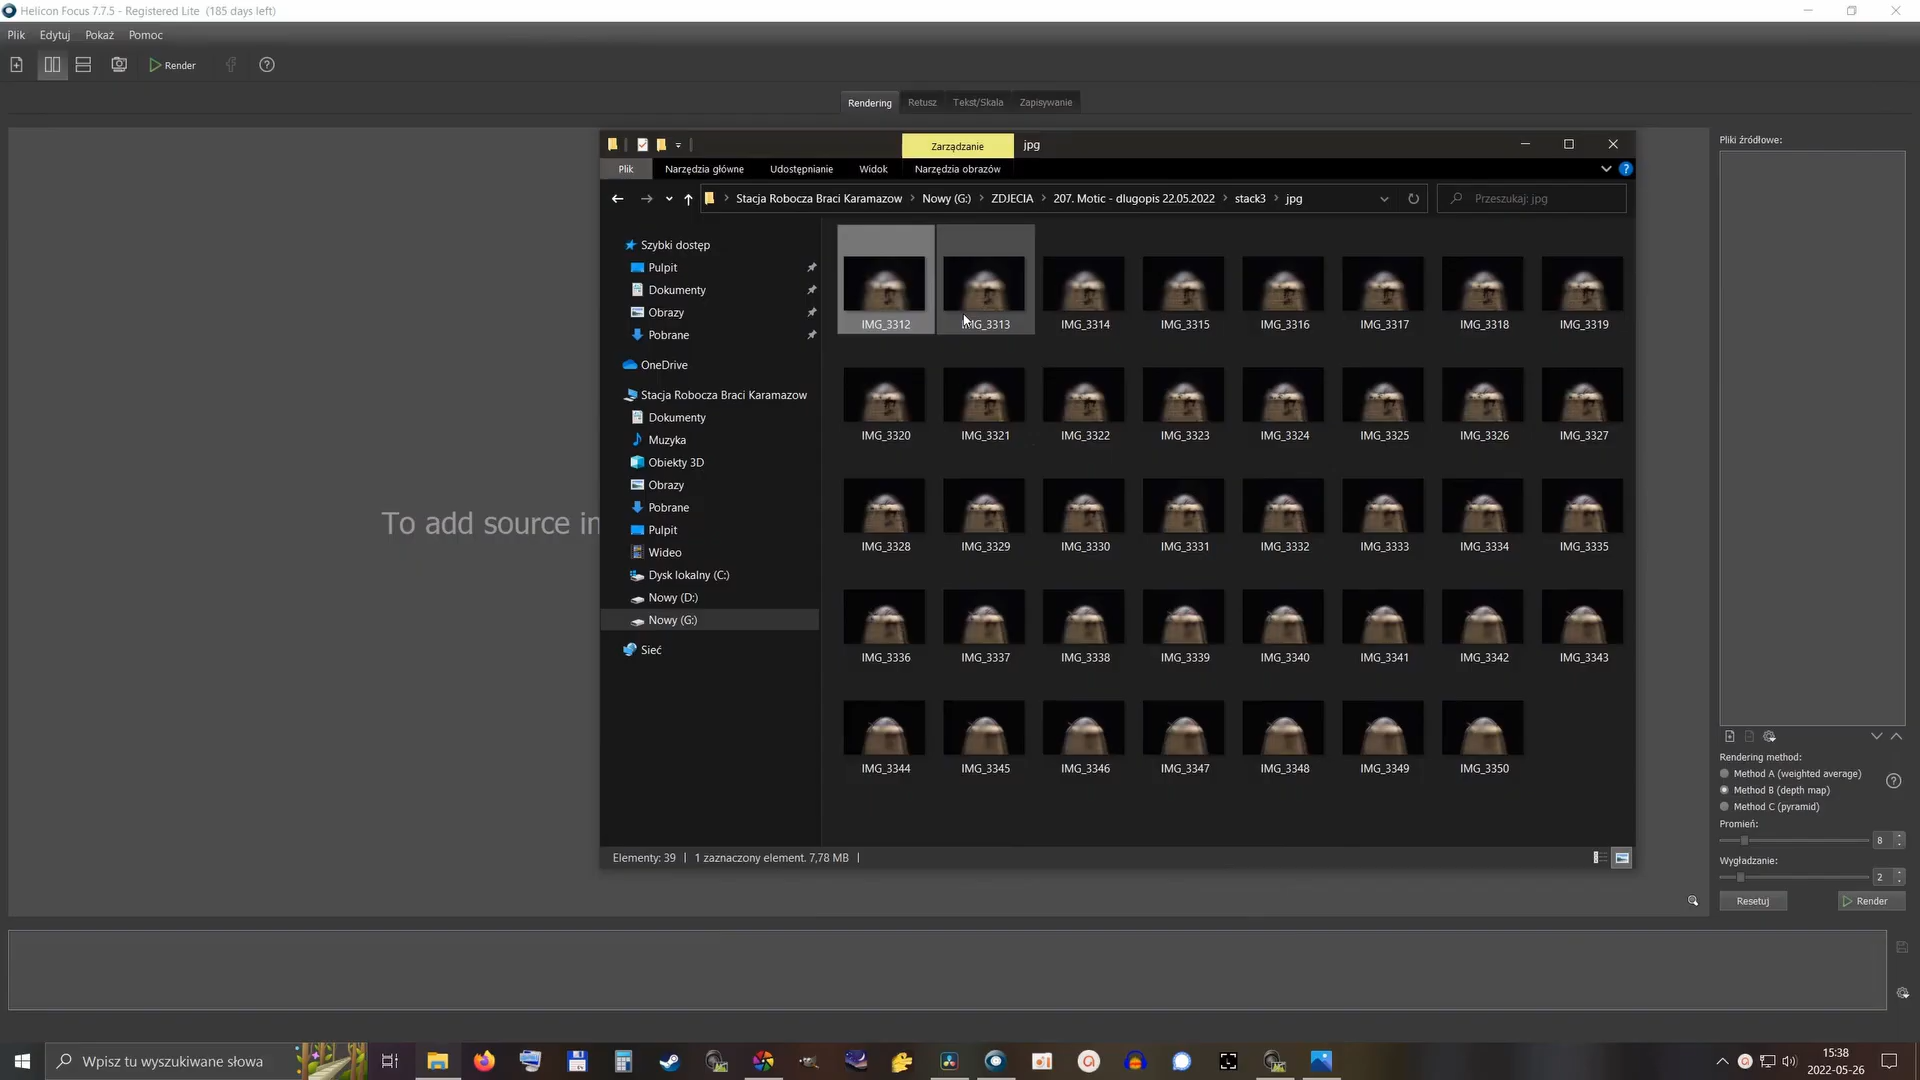 Helicon Focus 7.7.5 - Registered Lite (185 days left)
Plik Edytuj Pokaż Pomoc
Render
Rendering Retusz Tekst/Skala Zapisywanie
Zarządzanie jpg
Plik Narzędzia główne Udostępnianie Widok Narzędzia obrazów
Stacja Robocza Braci Karamazow > Nowy (G:) > ZDJECIA > 207. Motic - dlugopis 22.05.2022 > stack3 > jpg
Przeszukaj: jpg
Szybki dostęp
Pulpit
Dokumenty
Obrazy
Pobrane
OneDrive
Stacja Robocza Braci Karamazow
Dokumenty
Muzyka
Obiekty 3D
Obrazy
Pobrane
Pulpit
Wideo
Dysk lokalny (C:)
Nowy (D:)
Nowy (G:)
Sieć
IMG_3312 IMG_3313 IMG_3314 IMG_3315 IMG_3316 IMG_3317 IMG_3318 IMG_3319
IMG_3320 IMG_3321 IMG_3322 IMG_3323 IMG_3324 IMG_3325 IMG_3326 IMG_3327
IMG_3328 IMG_3329 IMG_3330 IMG_3331 IMG_3332 IMG_3333 IMG_3334 IMG_3335
IMG_3336 IMG_3337 IMG_3338 IMG_3339 IMG_3340 IMG_3341 IMG_3342 IMG_3343
IMG_3344 IMG_3345 IMG_3346 IMG_3347 IMG_3348 IMG_3349 IMG_3350
Elementy: 39 | 1 zaznaczony element. 7,78 MB |
To add source in
Pliki źródłowe:
Rendering method:
Method A (weighted average)
Method B (depth map)
Method C (pyramid)
Promień:
8
Wygładzanie:
2
Resetuj Render
Wpisz tu wyszukiwane słowa
15:38
2022-05-26